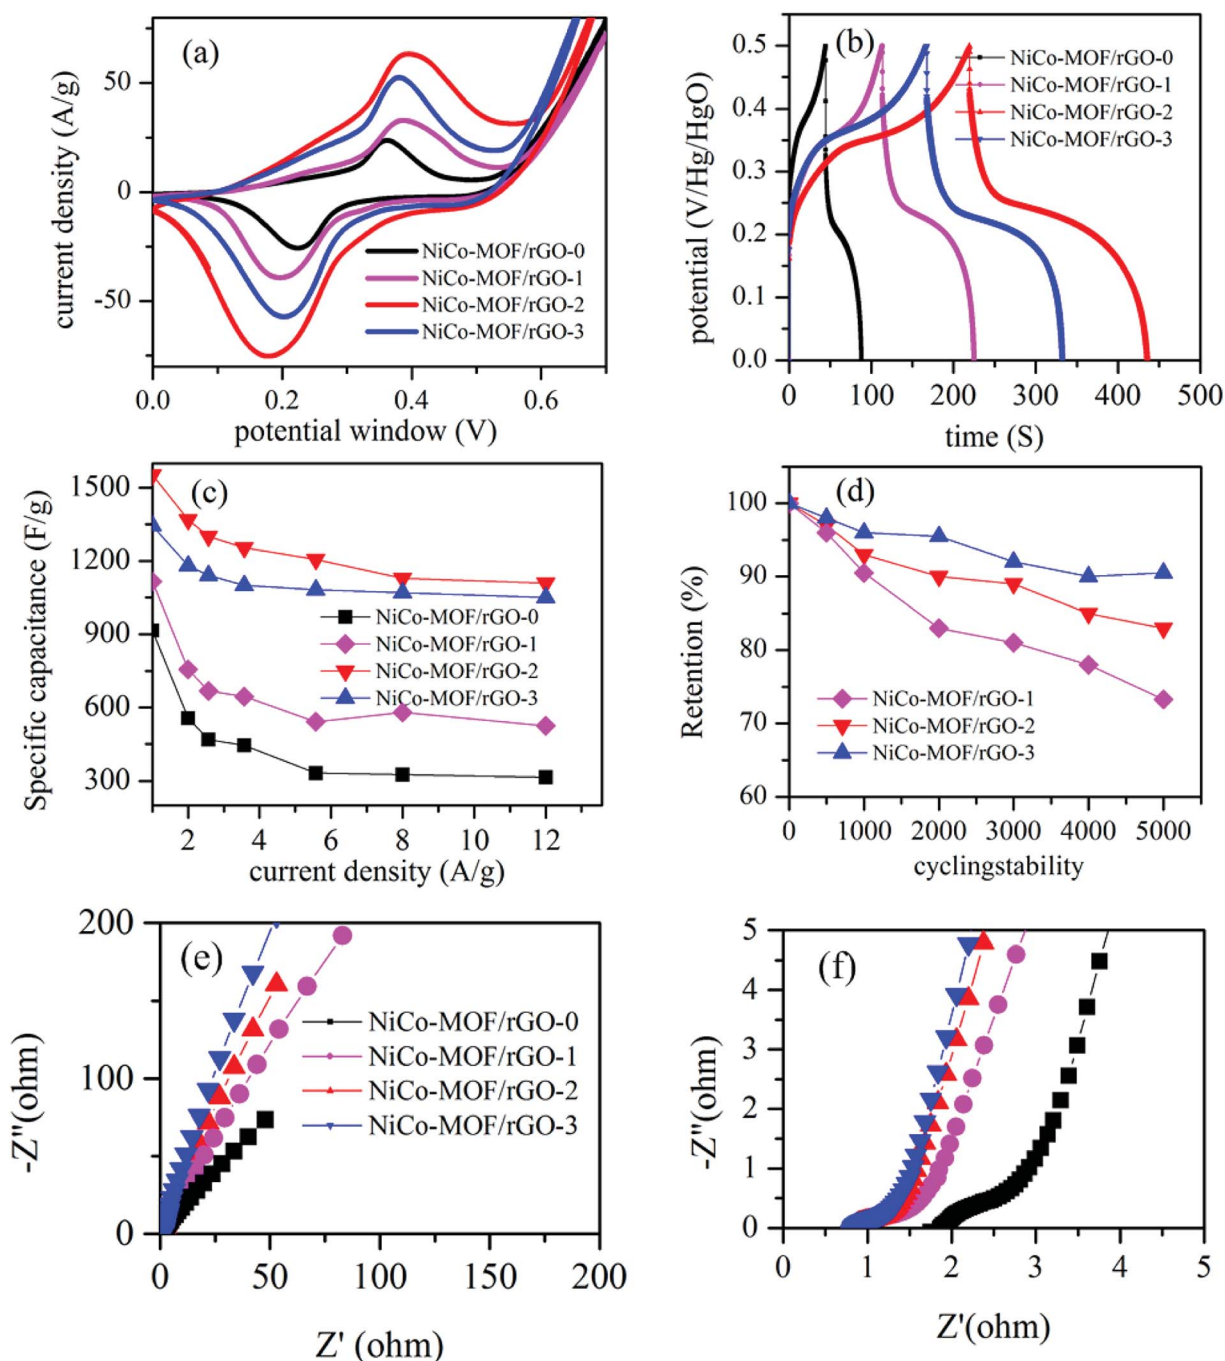 (a)
current density (A/g)
50
0
-50
0.0 0.2 0.4 0.6
potential window (V)
NiCo-MOF/rGO-0
NiCo-MOF/rGO-1
NiCo-MOF/rGO-2
NiCo-MOF/rGO-3
(b)
potential (V/Hg/HgO)
0.5
0.4
0.3
0.2
0.1
0.0
0 100 200 300 400 500
time (S)
NiCo-MOF/rGO-0
NiCo-MOF/rGO-1
NiCo-MOF/rGO-2
NiCo-MOF/rGO-3
(c)
Specific capacitance (F/g)
1500
1200
900
600
300
2 4 6 8 10 12
current density (A/g)
NiCo-MOF/rGO-0
NiCo-MOF/rGO-1
NiCo-MOF/rGO-2
NiCo-MOF/rGO-3
(d)
Retention (%)
100
90
80
70
60
0 1000 2000 3000 4000 5000
cyclingstability
NiCo-MOF/rGO-1
NiCo-MOF/rGO-2
NiCo-MOF/rGO-3
(e)
-Z"(ohm)
200
100
0
0 50 100 150 200
Z' (ohm)
NiCo-MOF/rGO-0
NiCo-MOF/rGO-1
NiCo-MOF/rGO-2
NiCo-MOF/rGO-3
(f)
-Z"(ohm)
5
4
3
2
1
0
0 1 2 3 4 5
Z'(ohm)